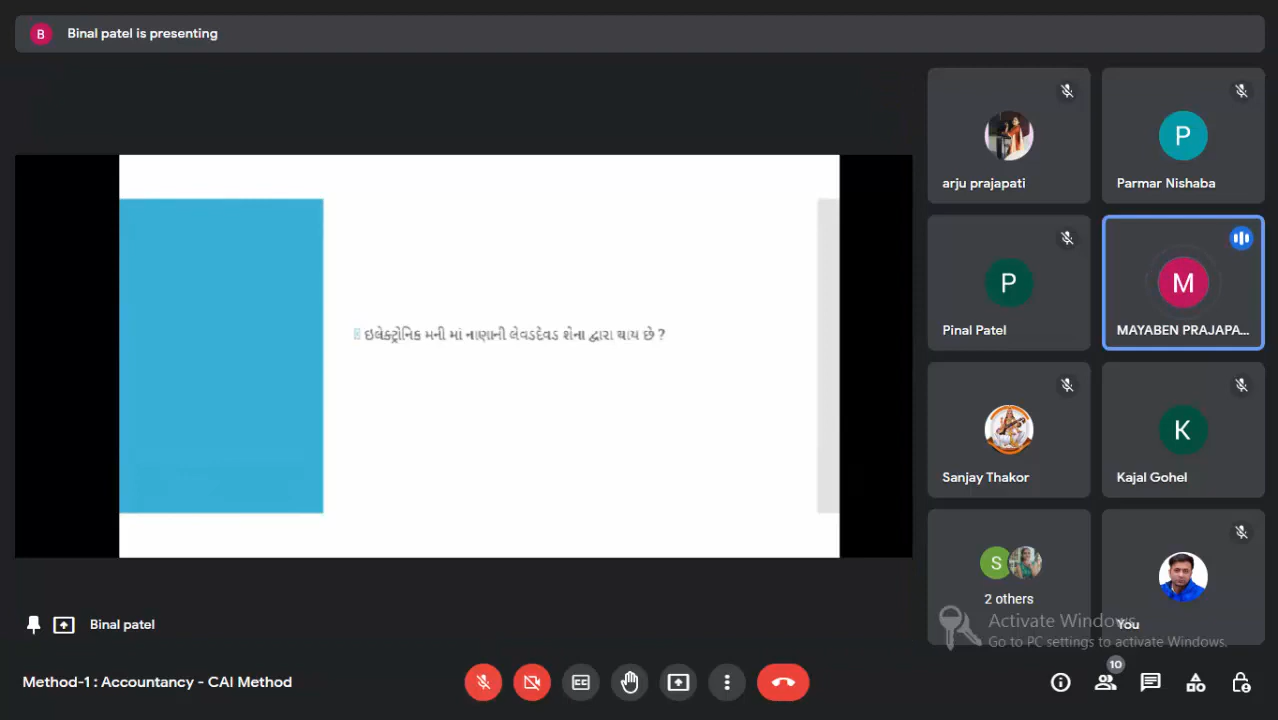 B
Binal patel is presenting
ઇલેક્ટ્રોનિક મની માં નાણાની લેવડદેવડ શેના દ્વારા થાય છે ?
arju prajapati
P
Parmar Nishaba
P
Pinal Patel
M
MAYABEN PRAJAPA...
Sanjay Thakor
K
Kajal Gohel
S
2 others
You
Activate Windows
Go to PC settings to activate Windows.
Binal patel
Method-1 : Accountancy - CAI Method
CC
10